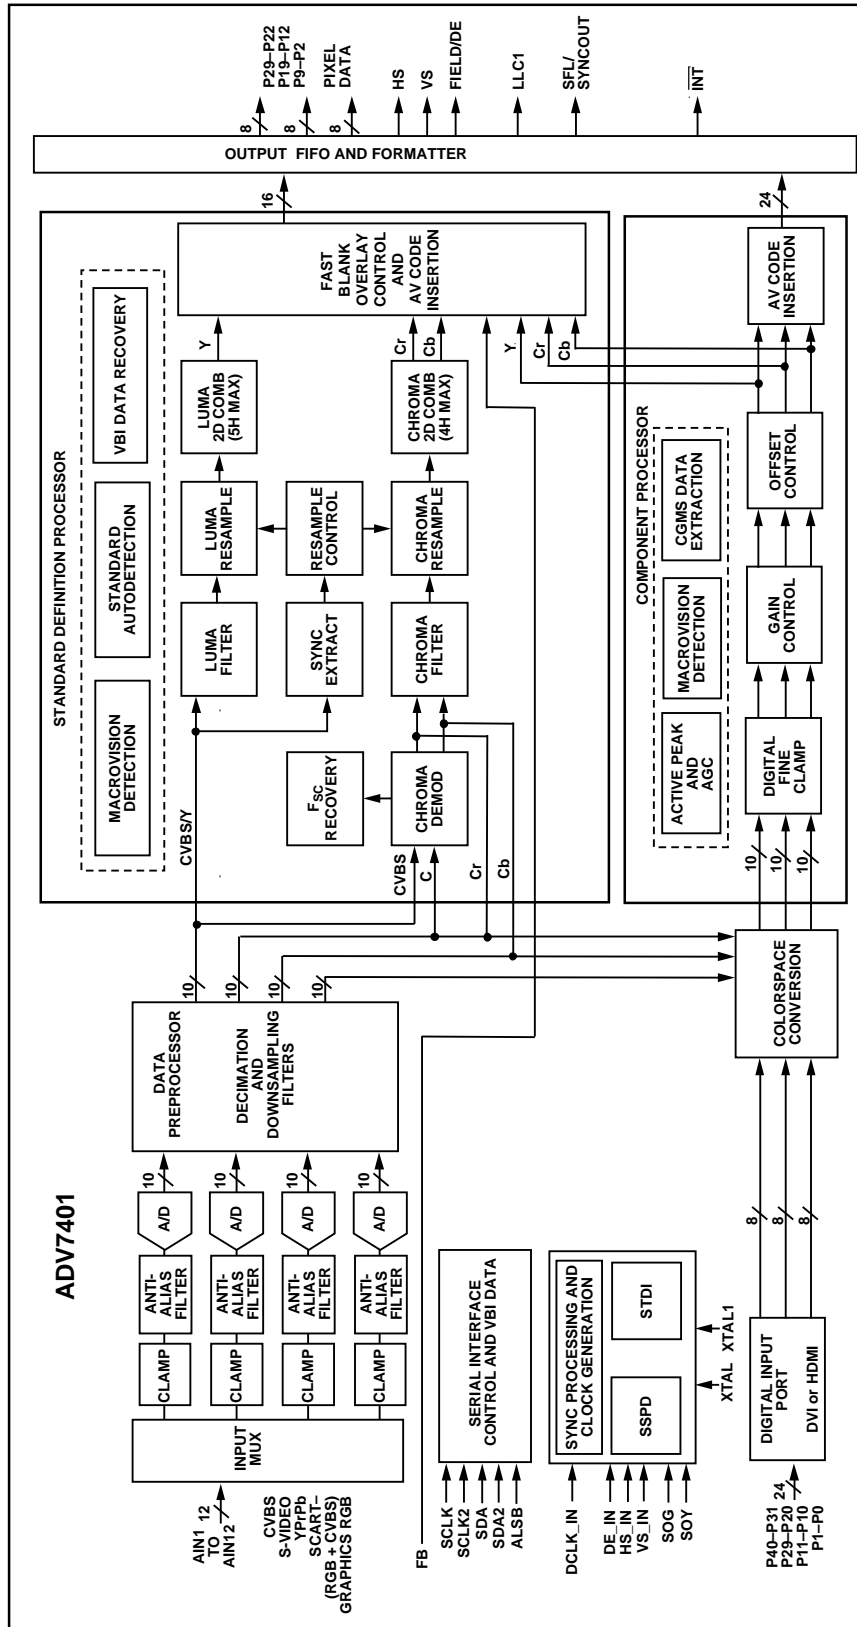 ADV7401
AIN1
TO
AIN12
12
CVBS
S-VIDEO
YPrPb
SCART–
(RGB + CVBS)
GRAPHICS RGB
INPUT
MUX
CLAMP
CLAMP
CLAMP
CLAMP
ANTI-
ALIAS
FILTER
ANTI-
ALIAS
FILTER
ANTI-
ALIAS
FILTER
ANTI-
ALIAS
FILTER
A/D
A/D
A/D
A/D
10
10
10
10
DATA
PREPROCESSOR
DECIMATION
AND
DOWNSAMPLING
FILTERS
10
10
10
10
FB
SCLK
SCLK2
SDA
SDA2
ALSB
SERIAL INTERFACE
CONTROL AND VBI DATA
DCLK_IN
DE_IN
HS_IN
VS_IN
SOG
SOY
SYNC PROCESSING AND
CLOCK GENERATION
SSPD
STDI
XTAL
XTAL1
P40–P31
P29–P20
P11–P10
P1–P0
24
DIGITAL INPUT
PORT
DVI or HDMI
8
8
8
COLORSPACE
CONVERSION
10
10
10
STANDARD DEFINITION PROCESSOR
MACROVISION
DETECTION
STANDARD
AUTODETECTION
VBI DATA RECOVERY
CVBS/Y
CVBS
C
Cr
Cb
FSC
RECOVERY
CHROMA
DEMOD
LUMA
FILTER
SYNC
EXTRACT
CHROMA
FILTER
LUMA
RESAMPLE
RESAMPLE
CONTROL
CHROMA
RESAMPLE
LUMA
2D COMB
(5H MAX)
CHROMA
2D COMB
(4H MAX)
Y
Cr
Cb
Y
Cr
Cb
FAST
BLANK
OVERLAY
CONTROL
AND
AV CODE
INSERTION
16
COMPONENT PROCESSOR
ACTIVE PEAK
AND
AGC
MACROVISION
DETECTION
CGMS DATA
EXTRACTION
DIGITAL
FINE
CLAMP
GAIN
CONTROL
OFFSET
CONTROL
AV CODE
INSERTION
24
OUTPUT FIFO AND FORMATTER
8
8
8
P29–P22
P19–P12
P9–P2
PIXEL
DATA
HS
VS
FIELD/DE
LLC1
SFL/
SYNCOUT
INT